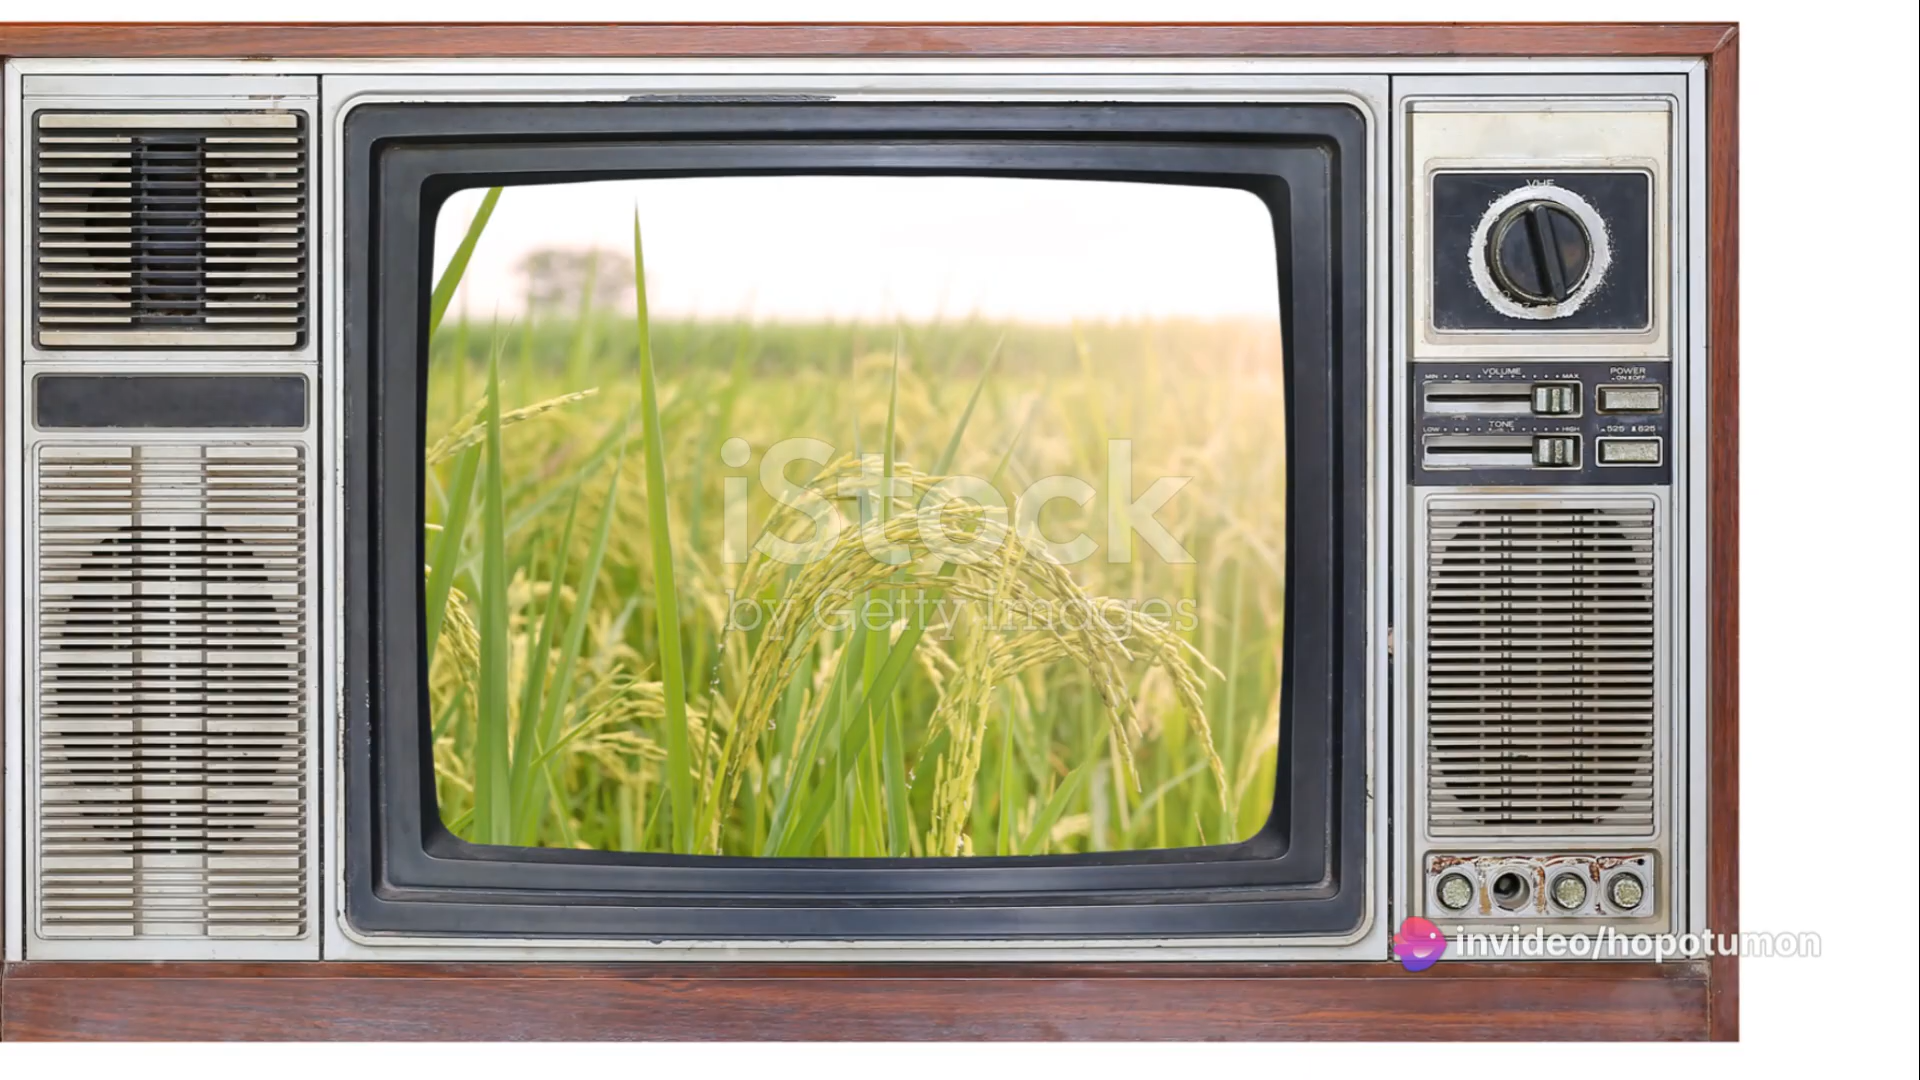 VHF
VOLUME
MIN MAX
POWER
ON OFF
TONE
LOW HIGH
525 625
iStock
by Getty Images
invideo/hopotumon